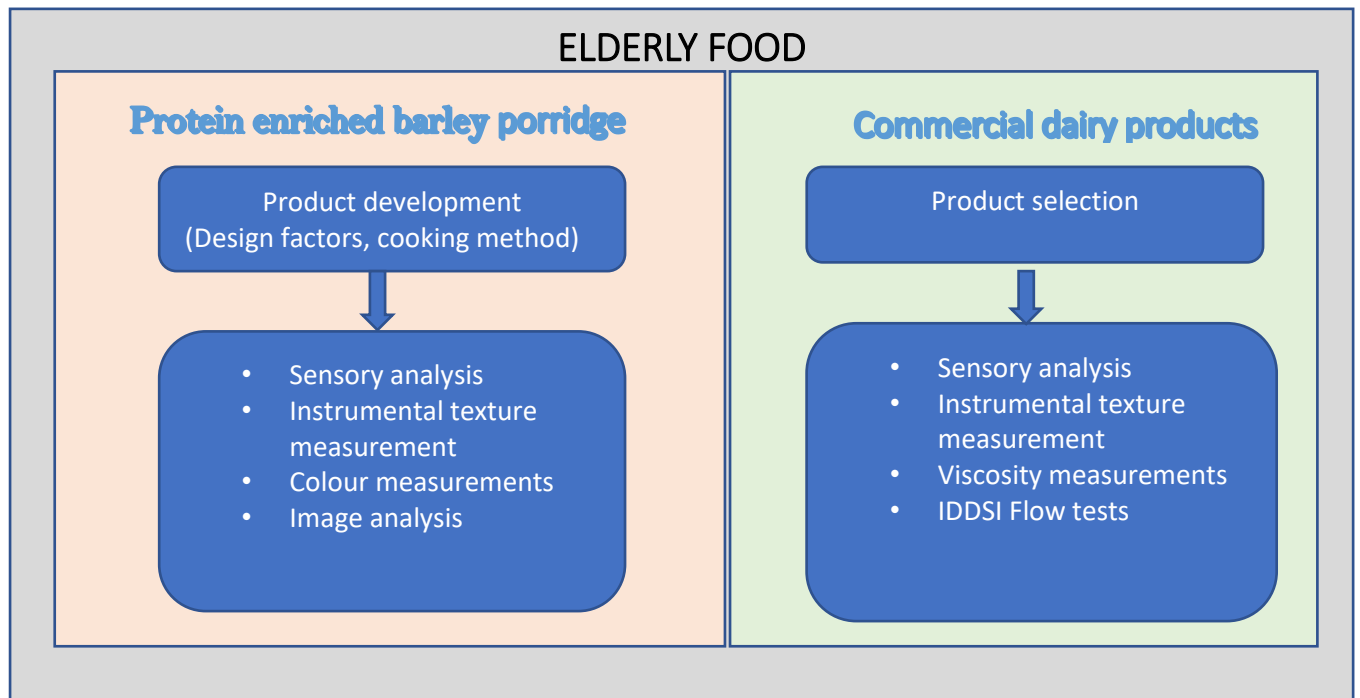 ELDERLY FOOD
Protein enriched barley porridge
Product development
(Design factors, cooking method)
• Sensory analysis
• Instrumental texture
measurement
• Colour measurements
• Image analysis
Commercial dairy products
Product selection
• Sensory analysis
• Instrumental texture
measurement
• Viscosity measurements
• IDDSI Flow tests